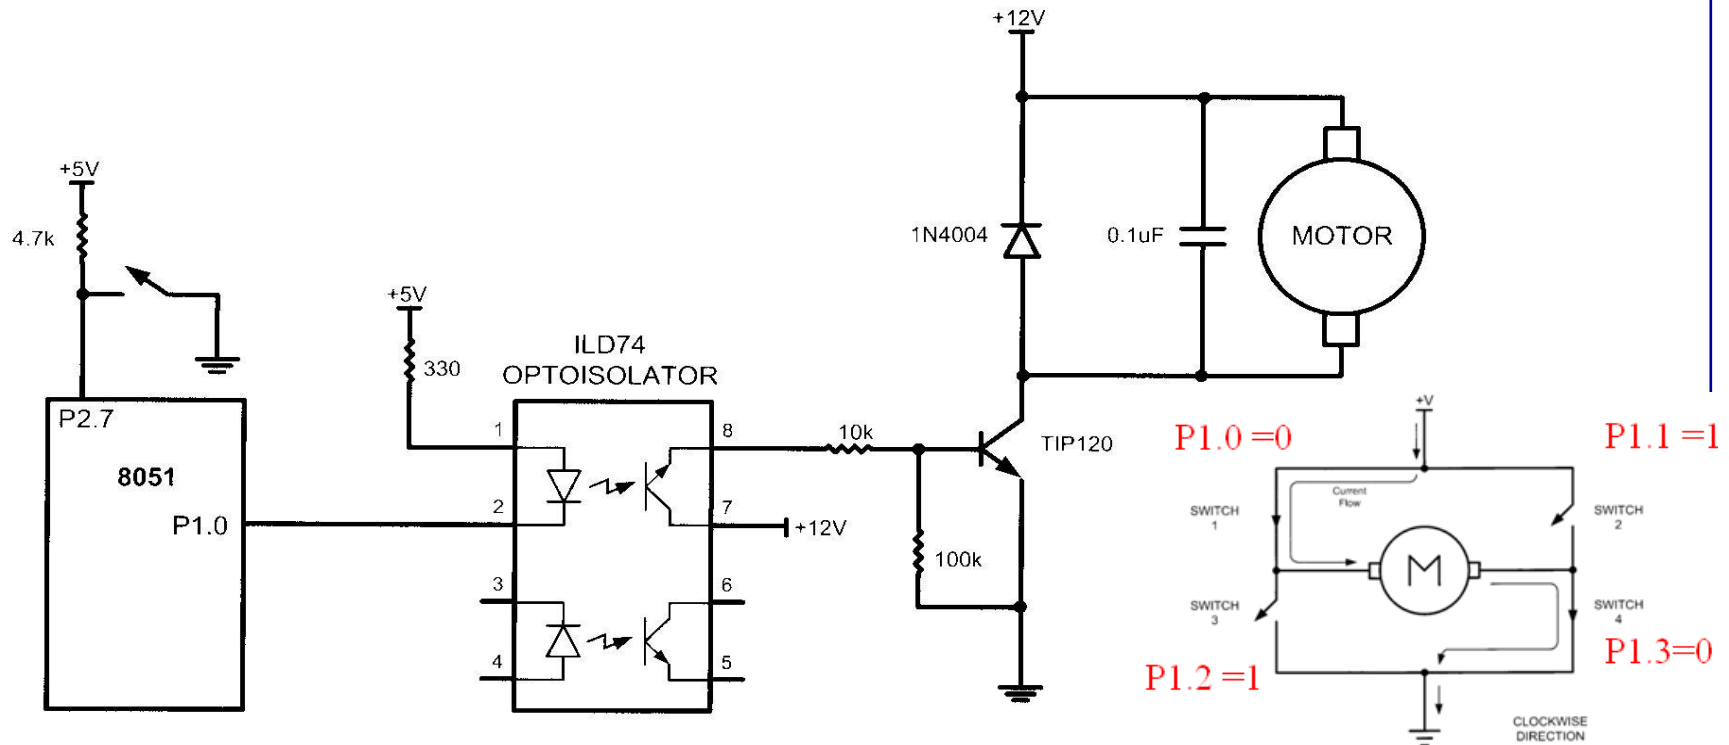 +12V
+5V
4.7k
1N4004
0.1uF
MOTOR
+5V
330
ILD74
OPTOISOLATOR
P2.7
8051
P1.0
1
2
3
4
8
7
6
5
+12V
10k
100k
TIP120
+V
P1.0 =0
P1.1 =1
Current
Flow
SWITCH
1
SWITCH
2
M
SWITCH
3
SWITCH
4
P1.2 =1
P1.3=0
CLOCKWISE
DIRECTION